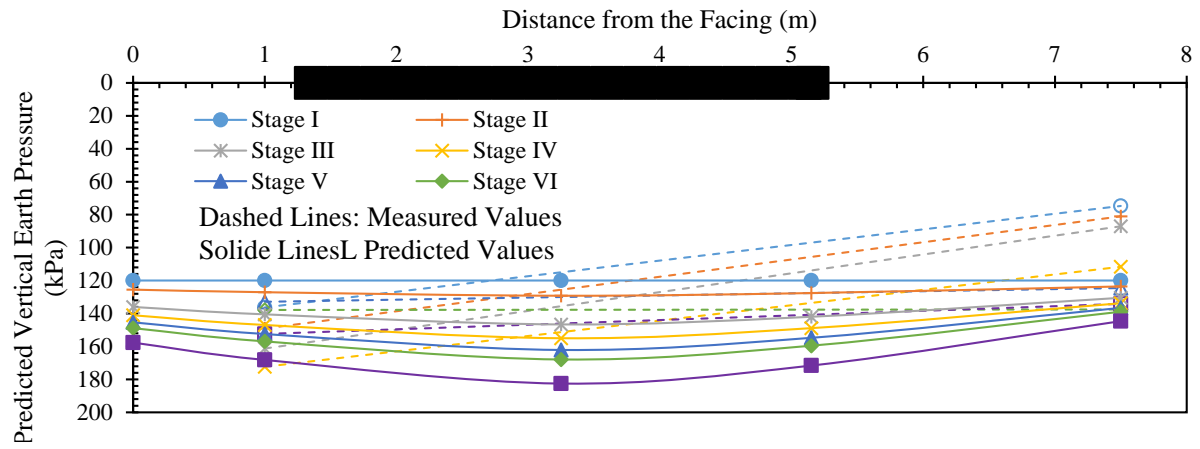 Distance from the Facing (m)
0 1 2 3 4 5 6 7 8
0
20
40
60
80
100
120
140
160
180
200
Predicted Vertical Earth Pressure
(kPa)
Stage I Stage II
Stage III Stage IV
Stage V Stage VI
Dashed Lines: Measured Values
Solide LinesL Predicted Values